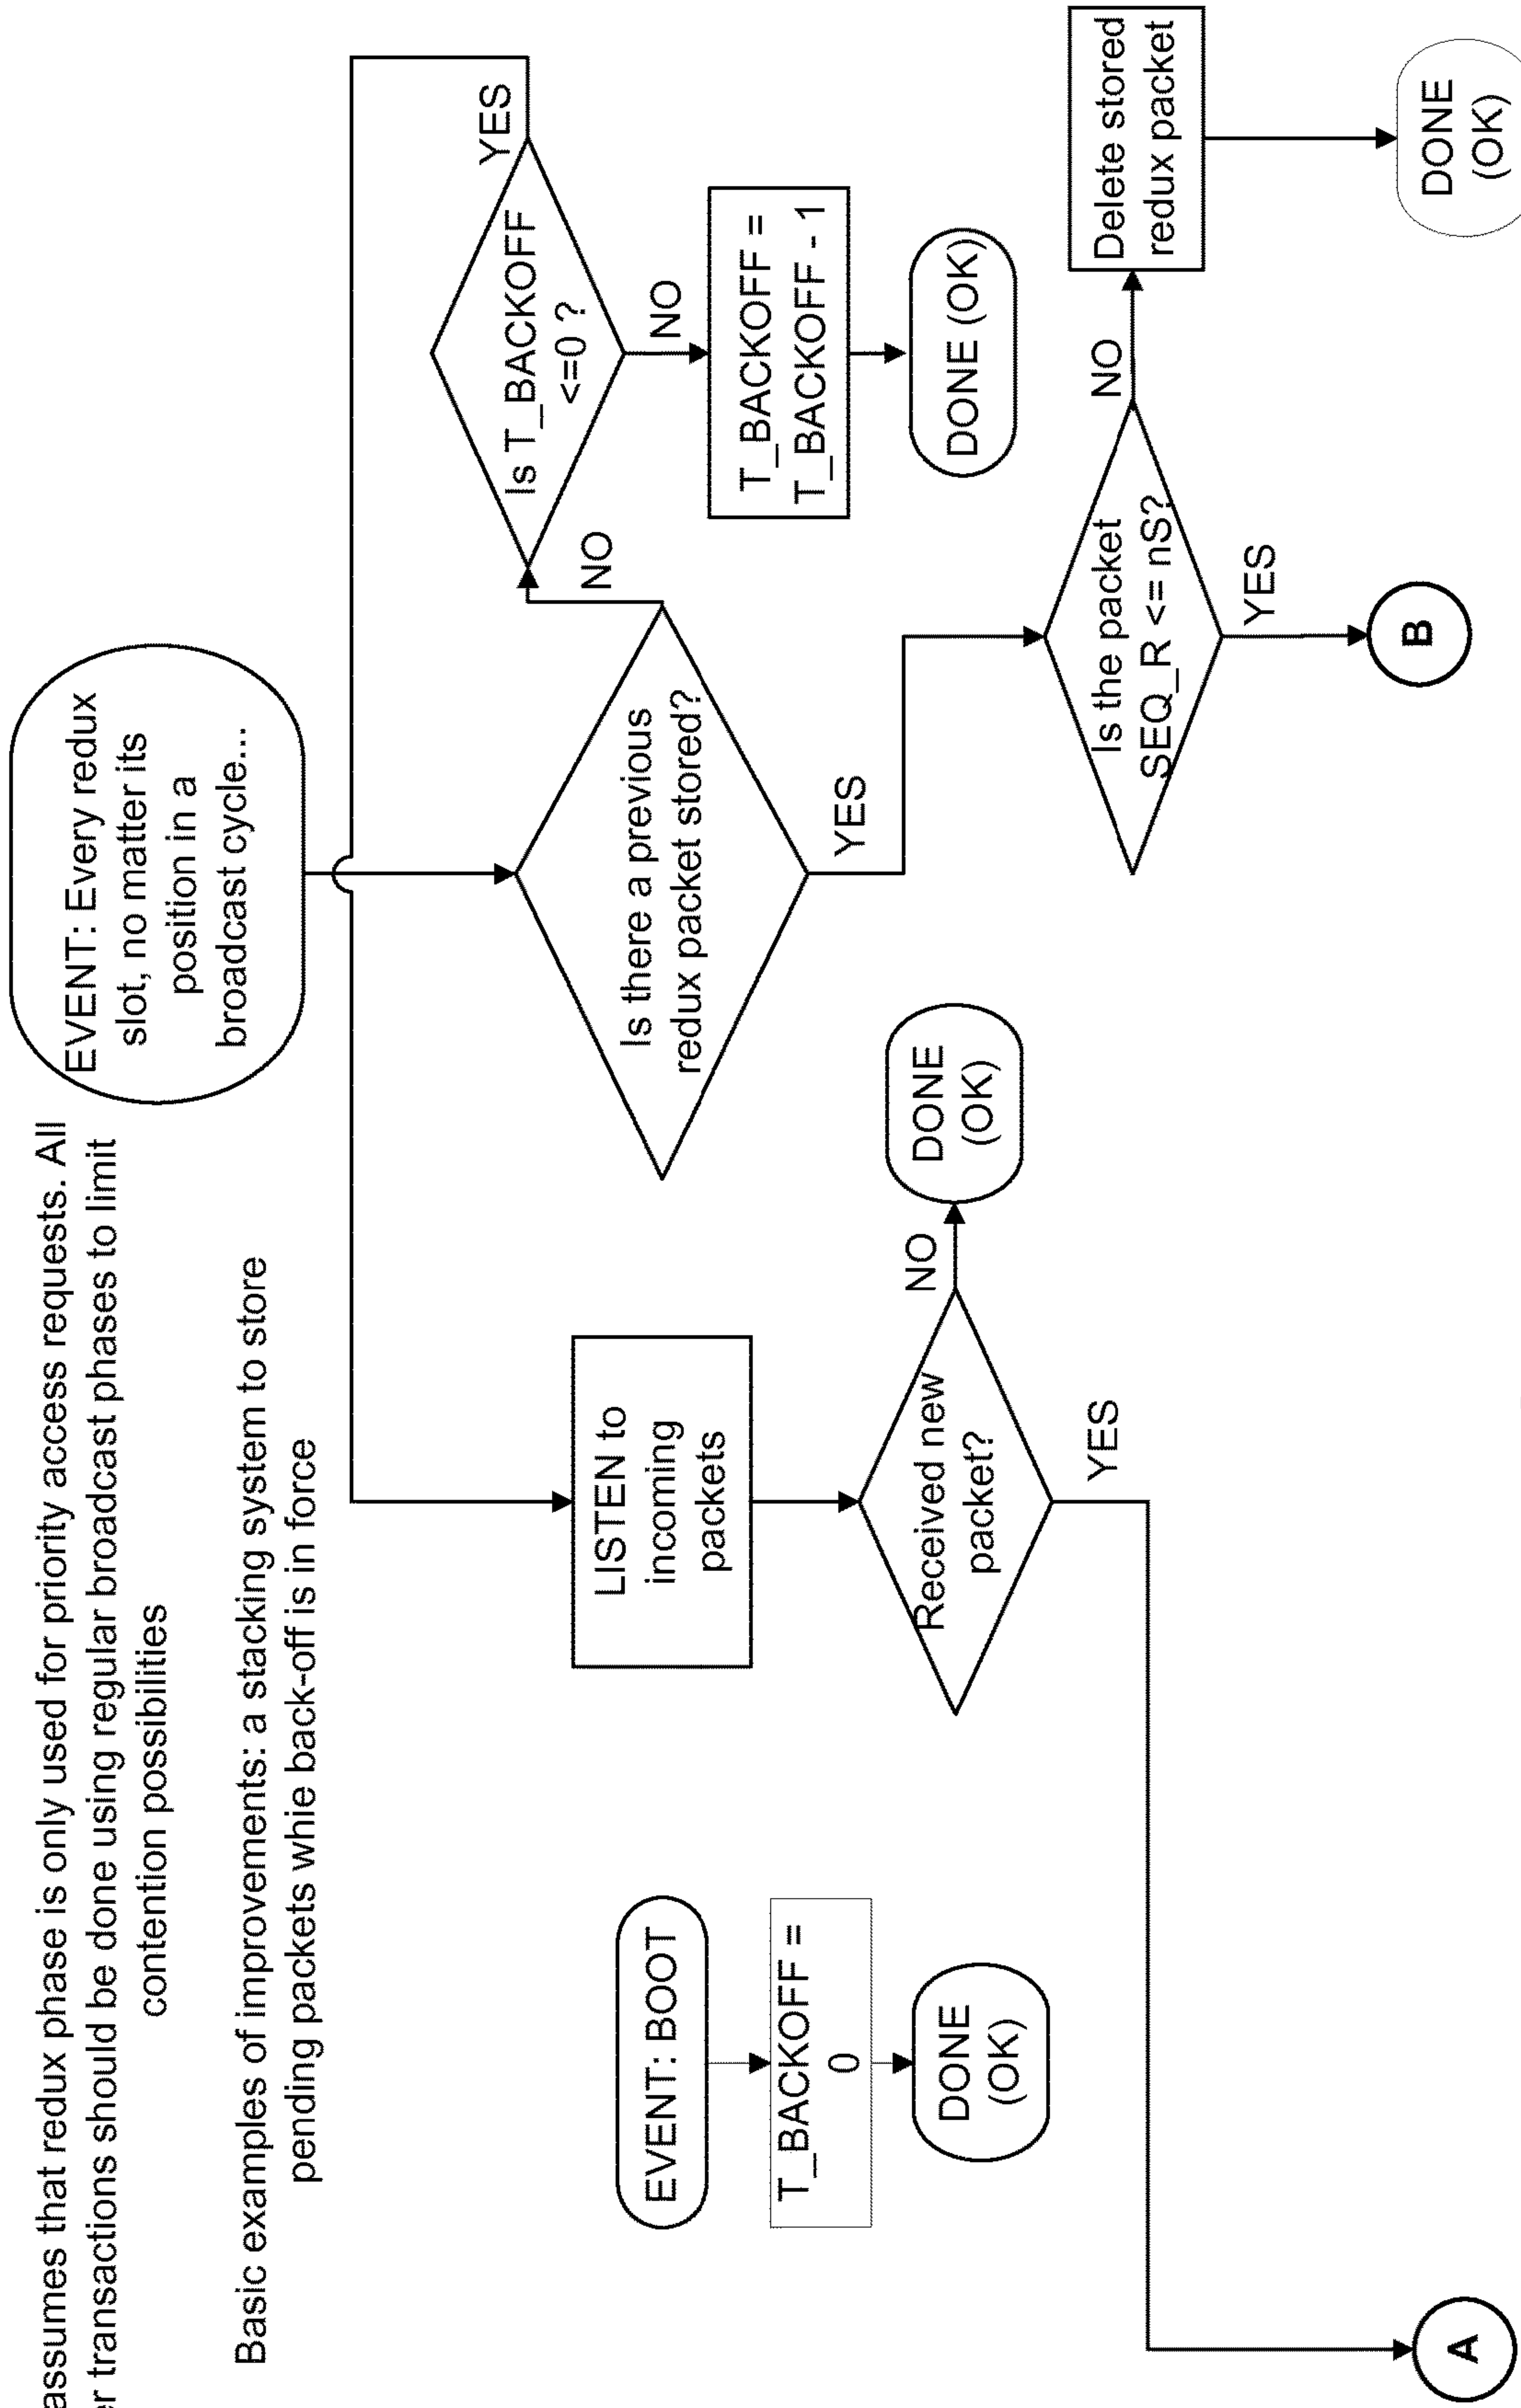 assumes that redux phase is only used for priority access requests. All
er transactions should be done using regular broadcast phases to limit
contention possibilities
Basic examples of improvements: a stacking system to store
pending packets whie back-off is in force
EVENT: Every redux
slot, no matter its
position in a
broadcast cycle...
Is there a previous
redux packet stored?
NO
YES
Is T_BACKOFF
<=0 ?
YES
NO
T_BACKOFF =
T_BACKOFF - 1
DONE (OK)
LISTEN to
incoming
packets
Received new
packet?
NO
DONE
(OK)
YES
EVENT: BOOT
T_BACKOFF =
0
DONE
(OK)
Is the packet
SEQ_R <= nS?
NO
Delete stored
redux packet
DONE
(OK)
YES
B
A